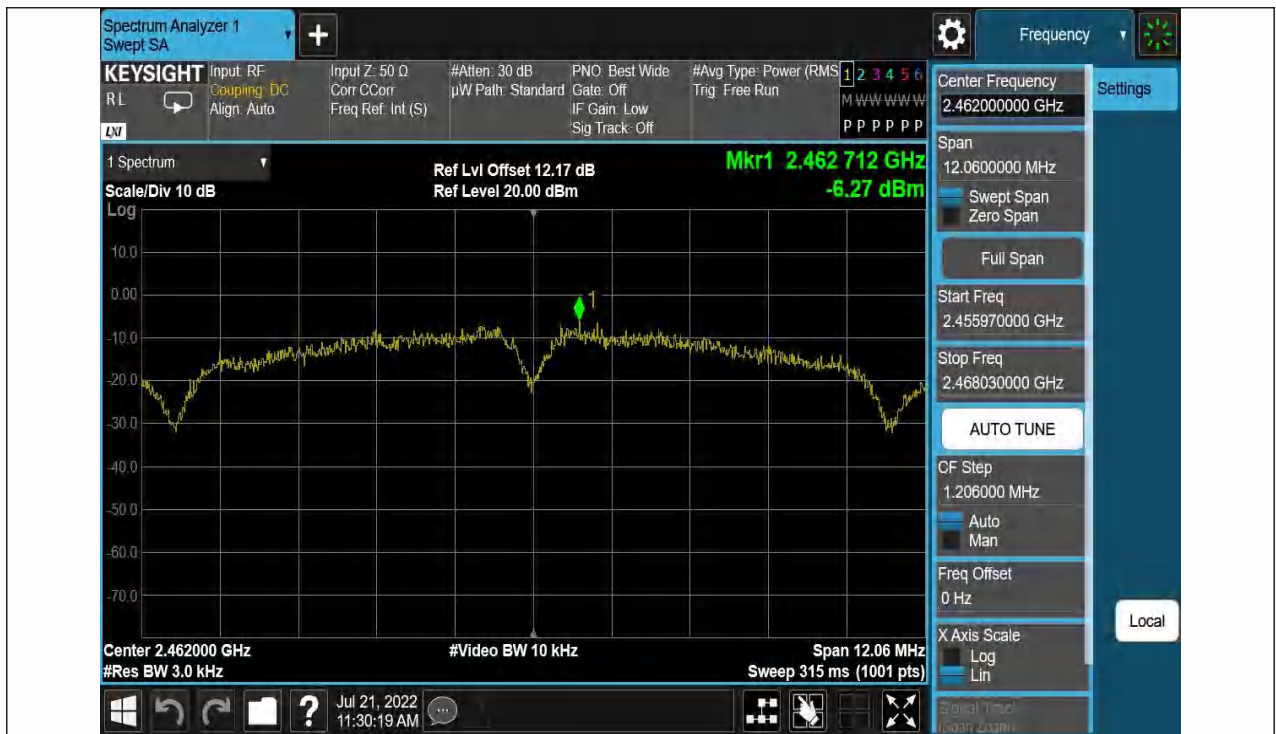 Spectrum Analyzer 1
Swept SA
+
Frequency
KEYSIGHT
RL
LXI
Input: RF
Coupling: DC
Align: Auto
Input Z: 50 Ω
Corr CCorr
Freq Ref: Int (S)
#Atten: 30 dB
µW Path: Standard
PNO: Best Wide
Gate: Off
IF Gain: Low
Sig Track: Off
#Avg Type: Power (RMS
Trig: Free Run
1 2 3 4 5 6
M W W W W W
P P P P P P
1 Spectrum
Scale/Div 10 dB
Ref Lvl Offset 12.17 dB
Ref Level 20.00 dBm
Mkr1 2.462 712 GHz
-6.27 dBm
Log
10.0
0.00
-10.0
-20.0
-30.0
-40.0
-50.0
-60.0
-70.0
1
Center 2.462000 GHz
#Video BW 10 kHz
Span 12.06 MHz
#Res BW 3.0 kHz
Sweep 315 ms (1001 pts)
Center Frequency
2.462000000 GHz
Settings
Span
12.0600000 MHz
Swept Span
Zero Span
Full Span
Start Freq
2.455970000 GHz
Stop Freq
2.468030000 GHz
AUTO TUNE
CF Step
1.206000 MHz
Auto
Man
Freq Offset
0 Hz
X Axis Scale
Log
Lin
Signal Track
(Span Zoom)
Local
?
Jul 21, 2022
11:30:19 AM